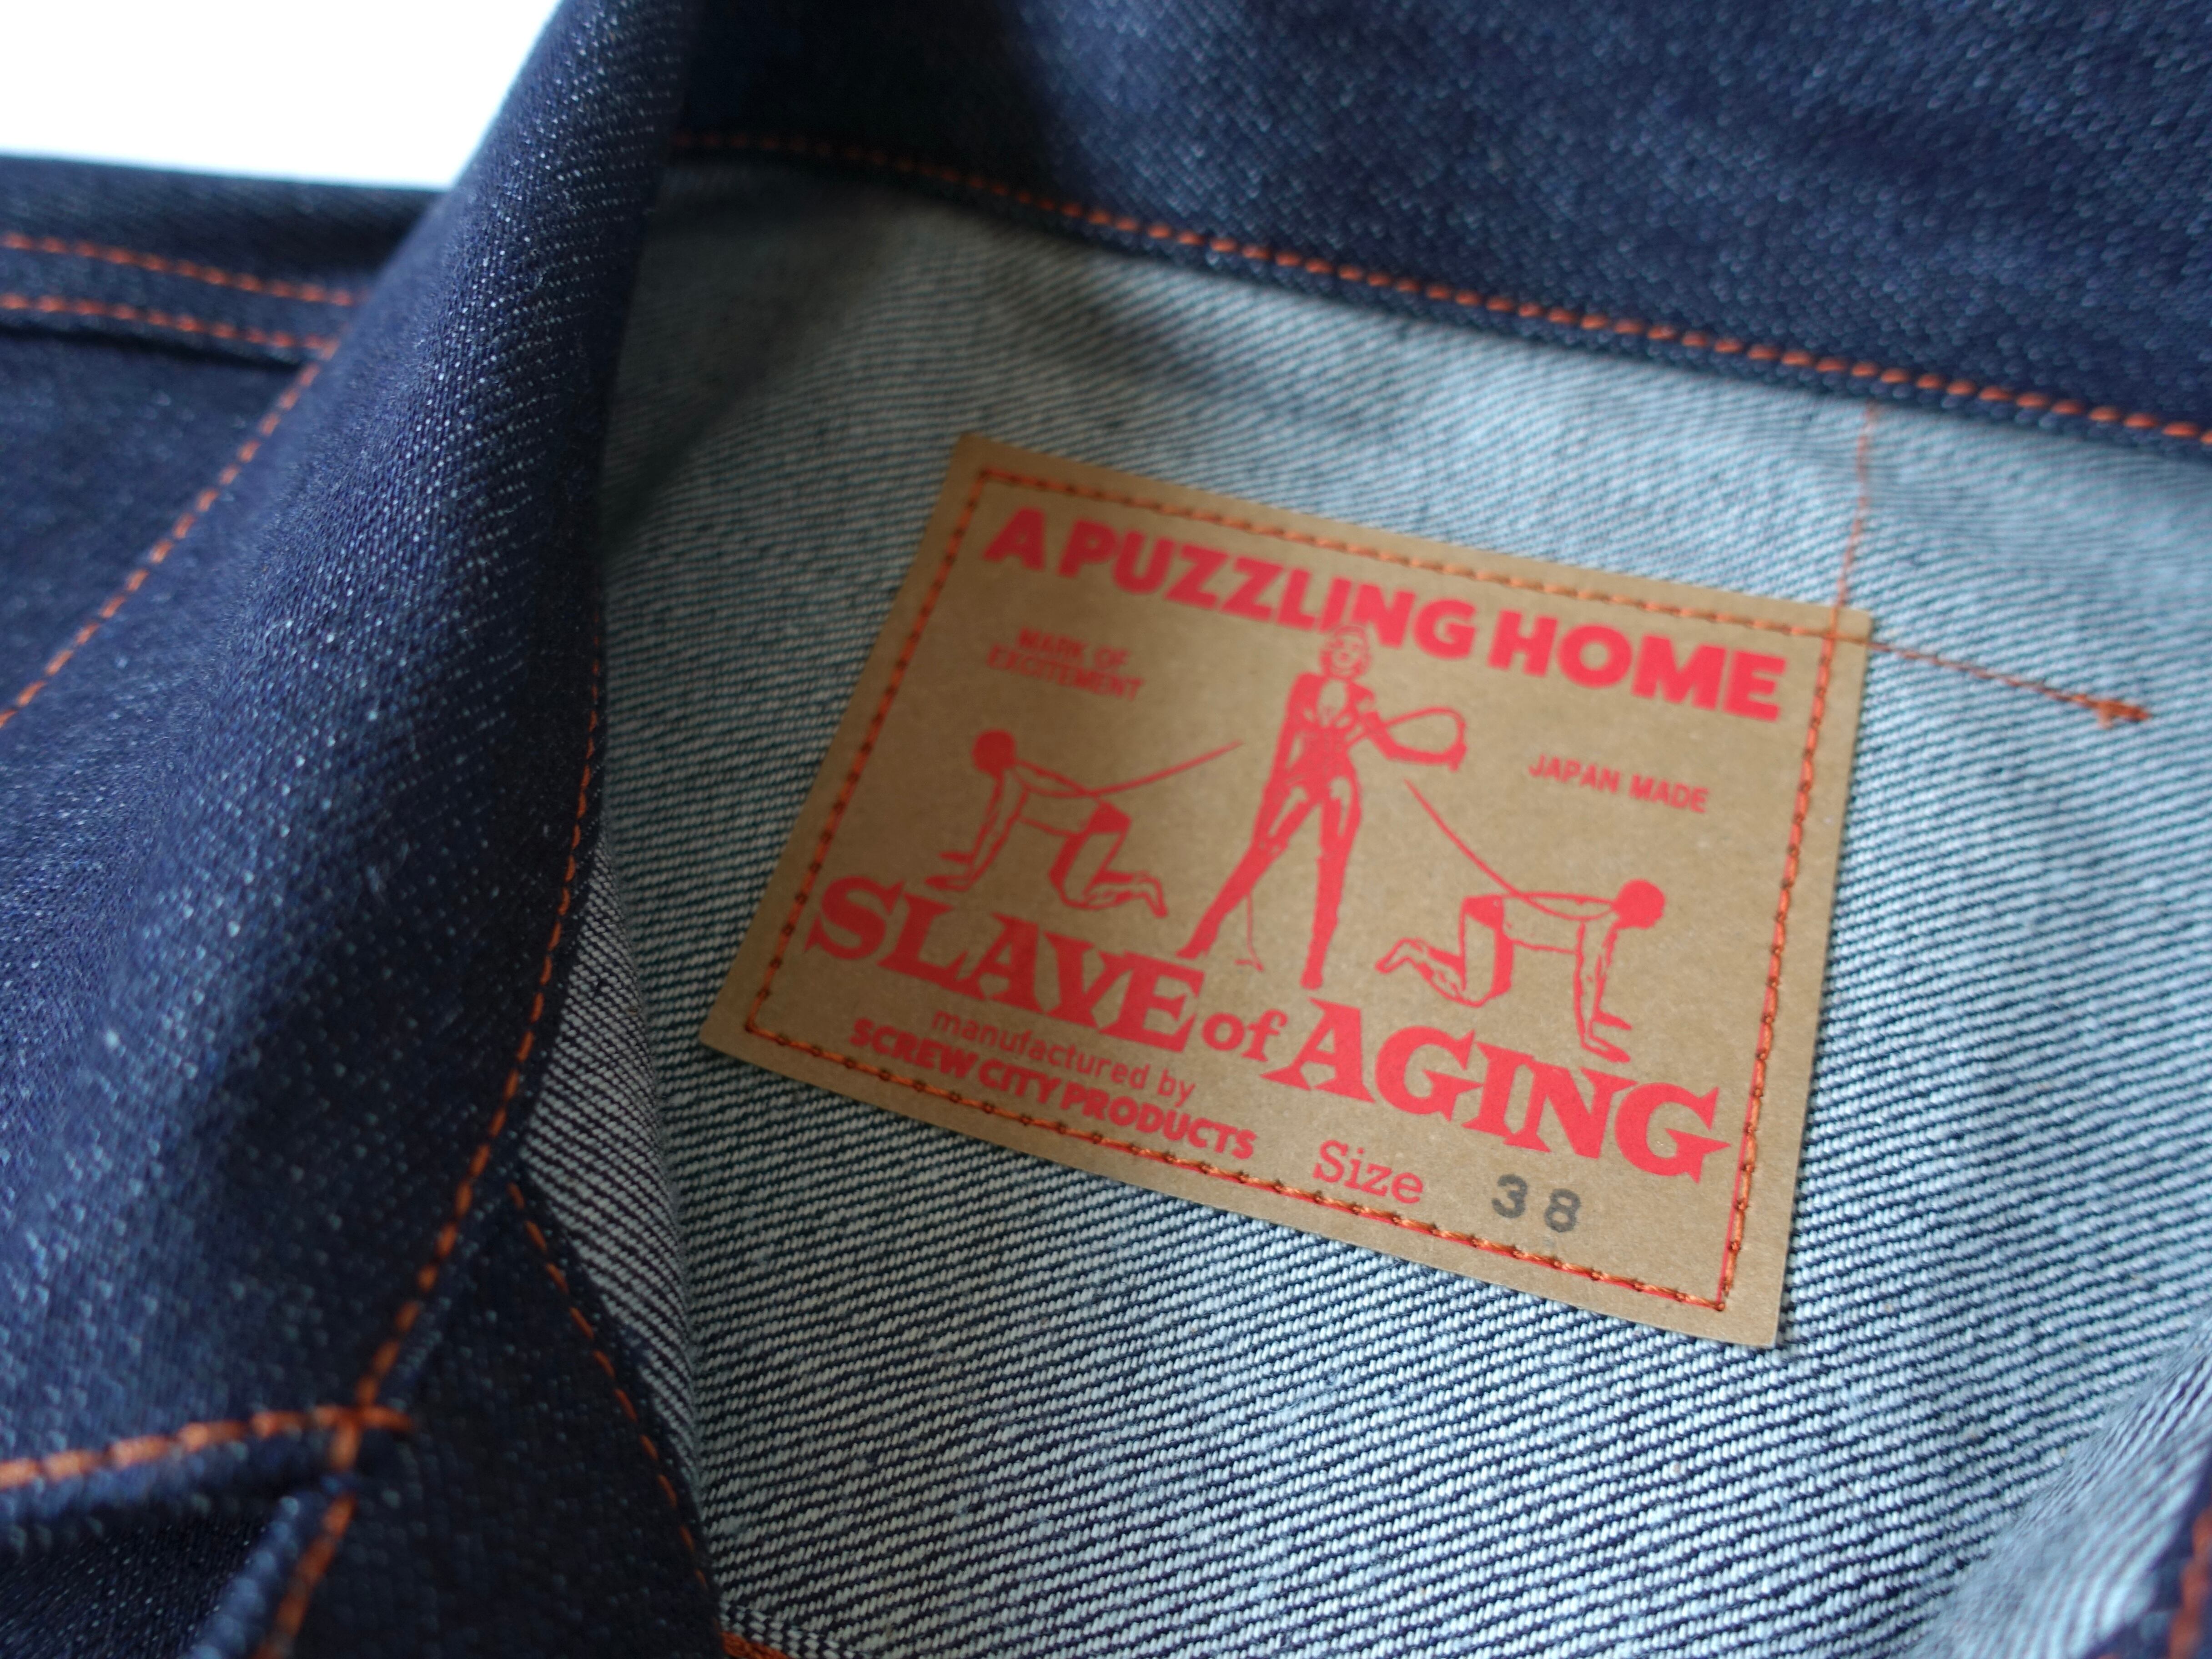 A PUZZLING HOME
MARK OF
EXCITEMENT
JAPAN MADE
SLAVE of AGING
manufactured by
SCREW CITY PRODUCTS
Size 38